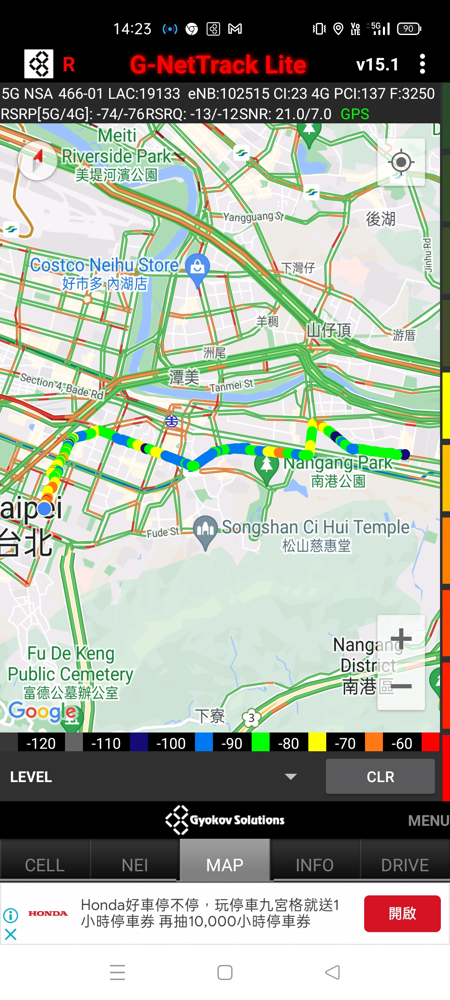 14:23
Vo LTE 5G 90
R G-NetTrack Lite v15.1
5G NSA 466-01 LAC:19133 eNB:102515 CI:23 4G PCI:137 F:3250
RSRP[5G/4G]: -74/-76RSRQ: -13/-12SNR: 21.0/7.0 GPS
Meiti
Riverside Park
美堤河濱公園
Yangguang St
後湖
Jinhu Rd
下灣仔
Costco Neihu Store
好市多 內湖店
羊稠
山仔頂
游厝
洲尾
潭美
Section 4, Bade Rd
Tanmei St
Nangang Park
南港公園
aipei
台北
Fude St
Songshan Ci Hui Temple
松山慈惠堂
Nangang
District
南港區
Fu De Keng
Public Cemetery
富德公墓辦公室
Google
下寮
3
-120 -110 -100 -90 -80 -70 -60
LEVEL CLR
Gyokov Solutions MENU
CELL NEI MAP INFO DRIVE
HONDA
Honda好車停不停，玩停車九宮格就送1
小時停車券 再抽10,000小時停車券
開啟